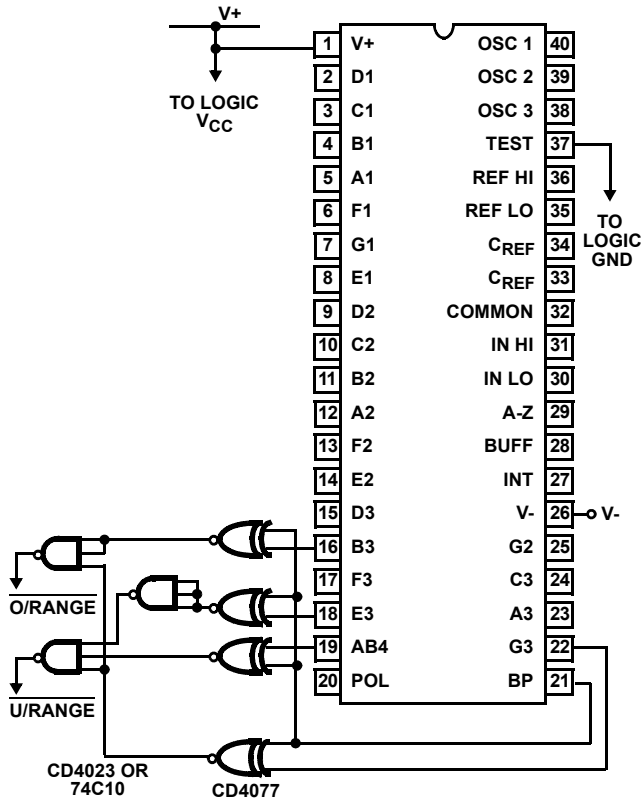 V+
TO LOGIC
VCC
1 V+ OSC 1 40
2 D1 OSC 2 39
3 C1 OSC 3 38
4 B1 TEST 37
5 A1 REF HI 36
6 F1 REF LO 35
7 G1 CREF 34
8 E1 CREF 33
9 D2 COMMON 32
10 C2 IN HI 31
11 B2 IN LO 30
12 A2 A-Z 29
13 F2 BUFF 28
14 E2 INT 27
15 D3 V- 26 V-
16 B3 G2 25
17 F3 C3 24
18 E3 A3 23
19 AB4 G3 22
20 POL BP 21
TO
LOGIC
GND
O/RANGE
U/RANGE
CD4023 OR
74C10
CD4077